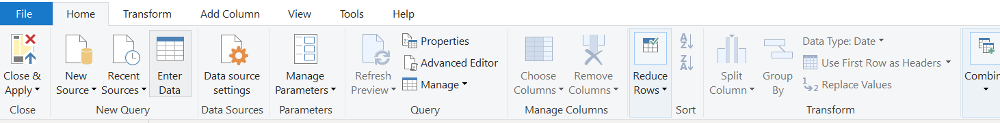 File Home Transform Add Column View Tools Help
Close &
Apply
Close
New
Source
Recent
Sources
Enter
Data
New Query
Data source
settings
Data Sources
Manage
Parameters
Parameters
Refresh
Preview
Properties
Advanced Editor
Manage
Query
Choose
Columns
Remove
Columns
Manage Columns
Reduce
Rows
A
Z
Z
A
Sort
Split
Column
Group
By
Data Type: Date
Use First Row as Headers
1
2
Replace Values
Transform
Combin